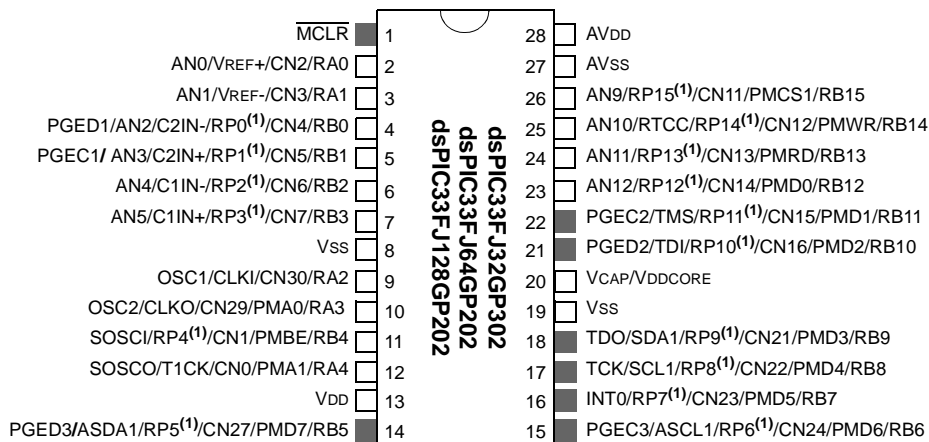 MCLR 1
AN0/VREF+/CN2/RA0 2
AN1/VREF-/CN3/RA1 3
PGED1/AN2/C2IN-/RP0(1)/CN4/RB0 4
PGEC1/ AN3/C2IN+/RP1(1)/CN5/RB1 5
AN4/C1IN-/RP2(1)/CN6/RB2 6
AN5/C1IN+/RP3(1)/CN7/RB3 7
VSS 8
OSC1/CLKI/CN30/RA2 9
OSC2/CLKO/CN29/PMA0/RA3 10
SOSCI/RP4(1)/CN1/PMBE/RB4 11
SOSCO/T1CK/CN0/PMA1/RA4 12
VDD 13
PGED3/ASDA1/RP5(1)/CN27/PMD7/RB5 14
dsPIC33FJ32GP302
dsPIC33FJ64GP202
dsPIC33FJ128GP202
28 AVDD
27 AVSS
26 AN9/RP15(1)/CN11/PMCS1/RB15
25 AN10/RTCC/RP14(1)/CN12/PMWR/RB14
24 AN11/RP13(1)/CN13/PMRD/RB13
23 AN12/RP12(1)/CN14/PMD0/RB12
22 PGEC2/TMS/RP11(1)/CN15/PMD1/RB11
21 PGED2/TDI/RP10(1)/CN16/PMD2/RB10
20 VCAP/VDDCORE
19 VSS
18 TDO/SDA1/RP9(1)/CN21/PMD3/RB9
17 TCK/SCL1/RP8(1)/CN22/PMD4/RB8
16 INT0/RP7(1)/CN23/PMD5/RB7
15 PGEC3/ASCL1/RP6(1)/CN24/PMD6/RB6